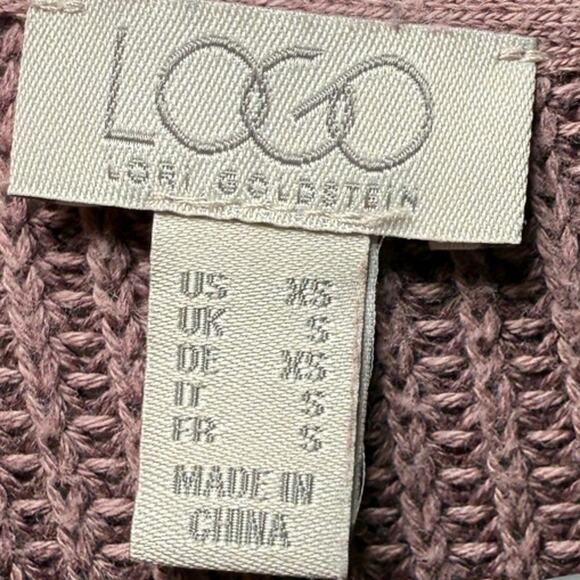 LOGO
LORI GOLDSTEIN
US XS
UK S
DE XS
IT S
FR S
MADE IN
CHINA